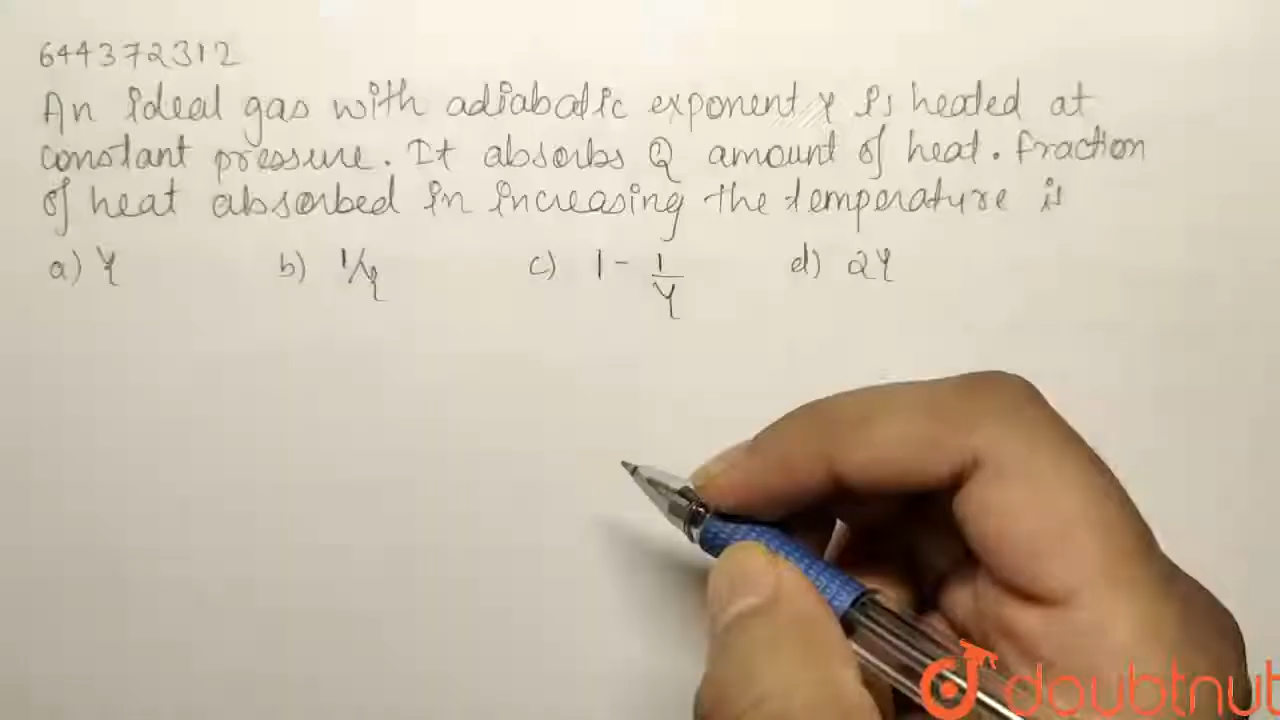 644372312
An ideal gas with adiabatic exponent γ is heated at
constant pressure. It absorbs Q amount of heat. Fraction
of heat absorbed in increasing the temperature is
a) γ b) 1/γ c) 1 - 1/γ d) 2γ
doubtnut